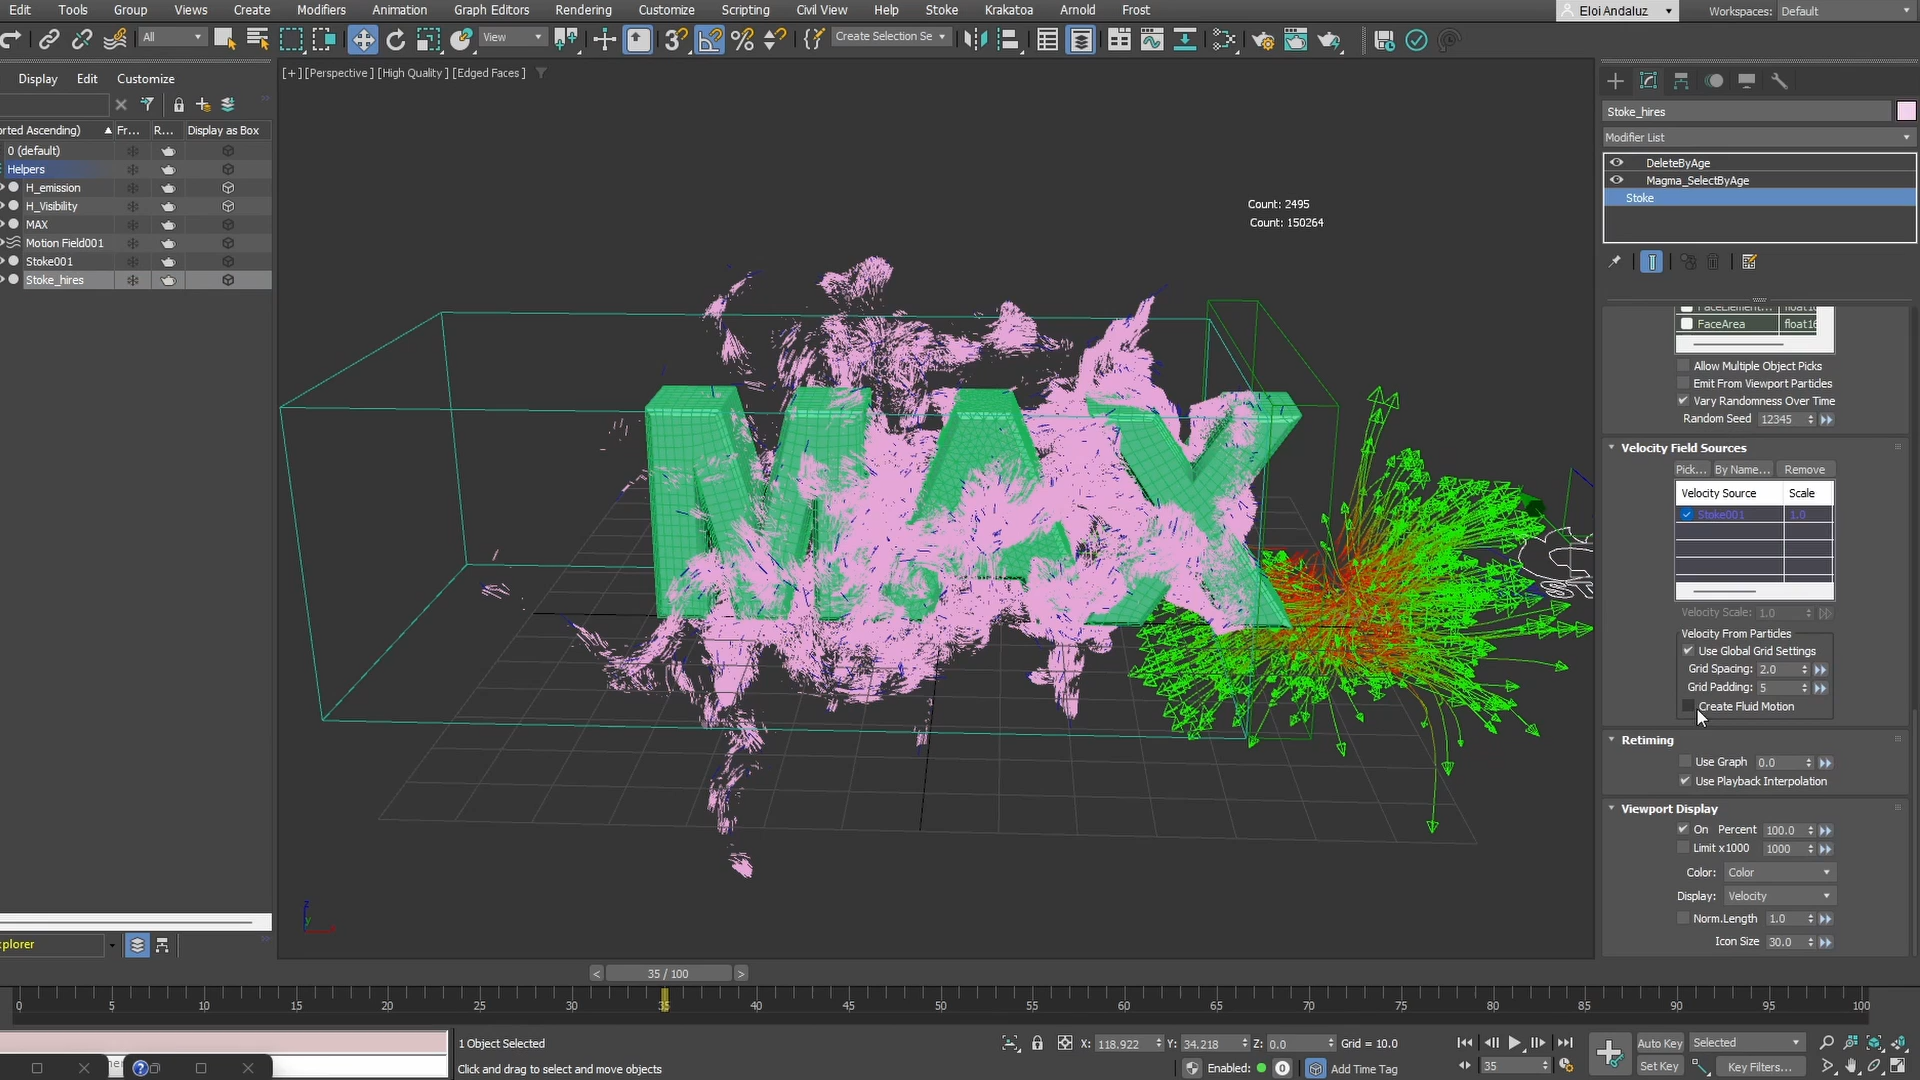 Edit Tools Group Views Create Modifiers Animation Graph Editors Rendering Customize Scripting Civil View Help Stoke Krakatoa Arnold Frost Eloi Andaluz Workspaces: Default
All View Create Selection Se
Display Edit Customize
[+] [Perspective ] [High Quality ] [Edged Faces ]
orted Ascending) Fr... R... Display as Box
0 (default)
Helpers
H_emission
H_Visibility
MAX
Motion Field001
Stoke001
Stoke_hires
Count: 2495
Count: 150264
Stoke_hires
Modifier List
DeleteByAge
Magma_SelectByAge
Stoke
FaceElement... float16
FaceArea float16
Allow Multiple Object Picks
Emit From Viewport Particles
Vary Randomness Over Time
Random Seed 12345
Velocity Field Sources
Pick... By Name... Remove
Velocity Source Scale
Stoke001 1.0
Velocity Scale: 1.0
Velocity From Particles
Use Global Grid Settings
Grid Spacing: 2.0
Grid Padding: 5
Create Fluid Motion
Retiming
Use Graph 0.0
Use Playback Interpolation
Viewport Display
On Percent 100.0
Limit x1000 1000
Color: Color
Display: Velocity
Norm.Length 1.0
Icon Size 30.0
z
y
xplorer
< 35 / 100 >
0 5 10 15 20 25 30 35 40 45 50 55 60 65 70 75 80 85 90 95 100
1 Object Selected X: 118.922 Y: 34.218 Z: 0.0 Grid = 10.0 Auto Key Selected
Click and drag to select and move objects Enabled: 0 Add Time Tag 35 Set Key Key Filters...